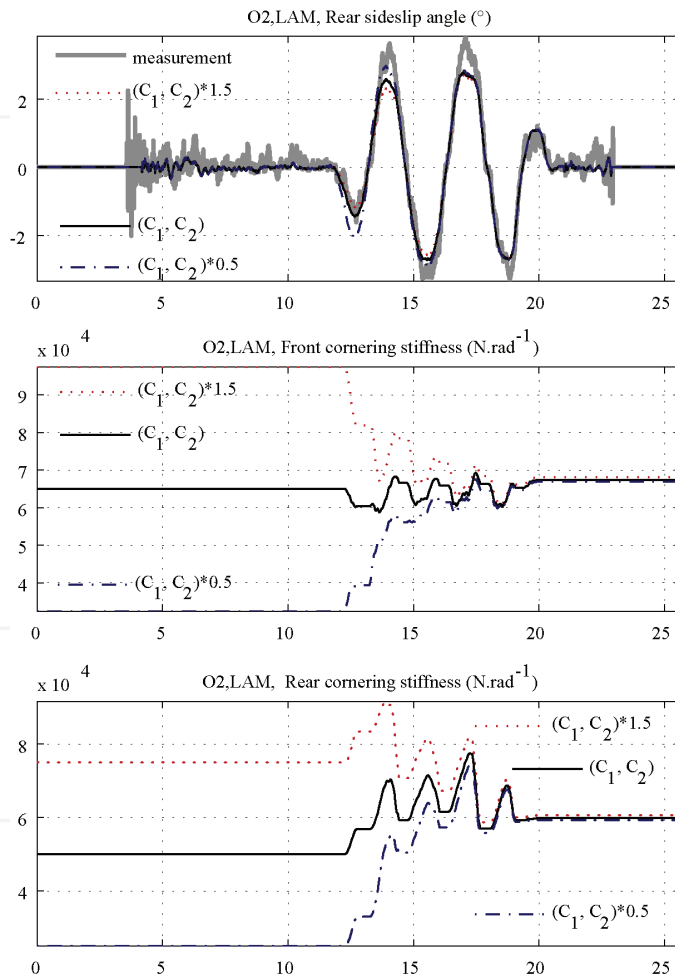 O2,LAM, Rear sideslip angle (°)
measurement
(C1, C2)*1.5
2
0
(C1, C2)
-2
(C1, C2)*0.5
0 5 10 15 20 25
x 10^4
O2,LAM, Front cornering stiffness (N.rad^-1)
9
(C1, C2)*1.5
8
(C1, C2)
7
6
5
4
(C1, C2)*0.5
0 5 10 15 20 25
x 10^4
O2,LAM, Rear cornering stiffness (N.rad^-1)
(C1, C2)*1.5
8
(C1, C2)
6
4
(C1, C2)*0.5
0 5 10 15 20 25